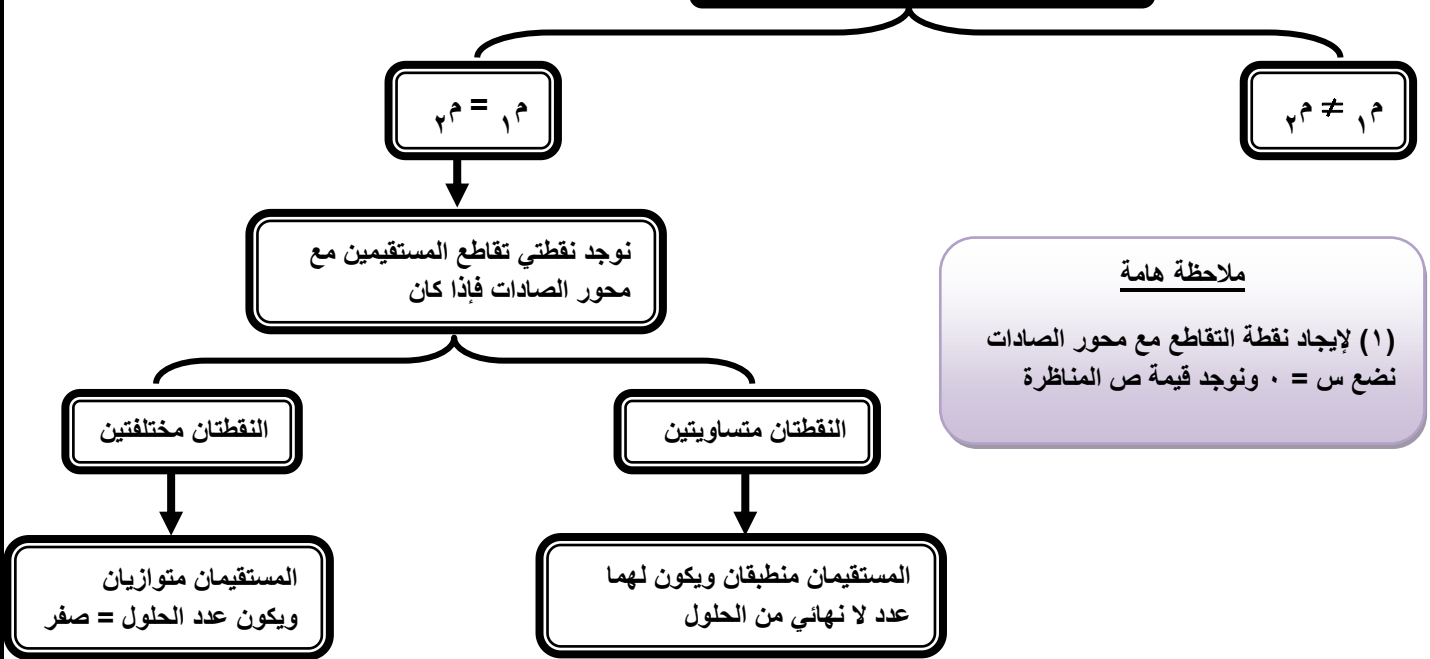 م١ ≠ م٢
م١ = م٢
نوجد نقطتي تقاطع المستقيمين مع
محور الصادات فإذا كان
ملاحظة هامة
(١) لإيجاد نقطة التقاطع مع محور الصادات
نضع س = ٠ ونوجد قيمة ص المناظرة
النقطتان متساويتين
النقطتان مختلفتين
المستقيمان منطبقان ويكون لهما
عدد لا نهائي من الحلول
المستقيمان متوازيان
ويكون عدد الحلول = صفر